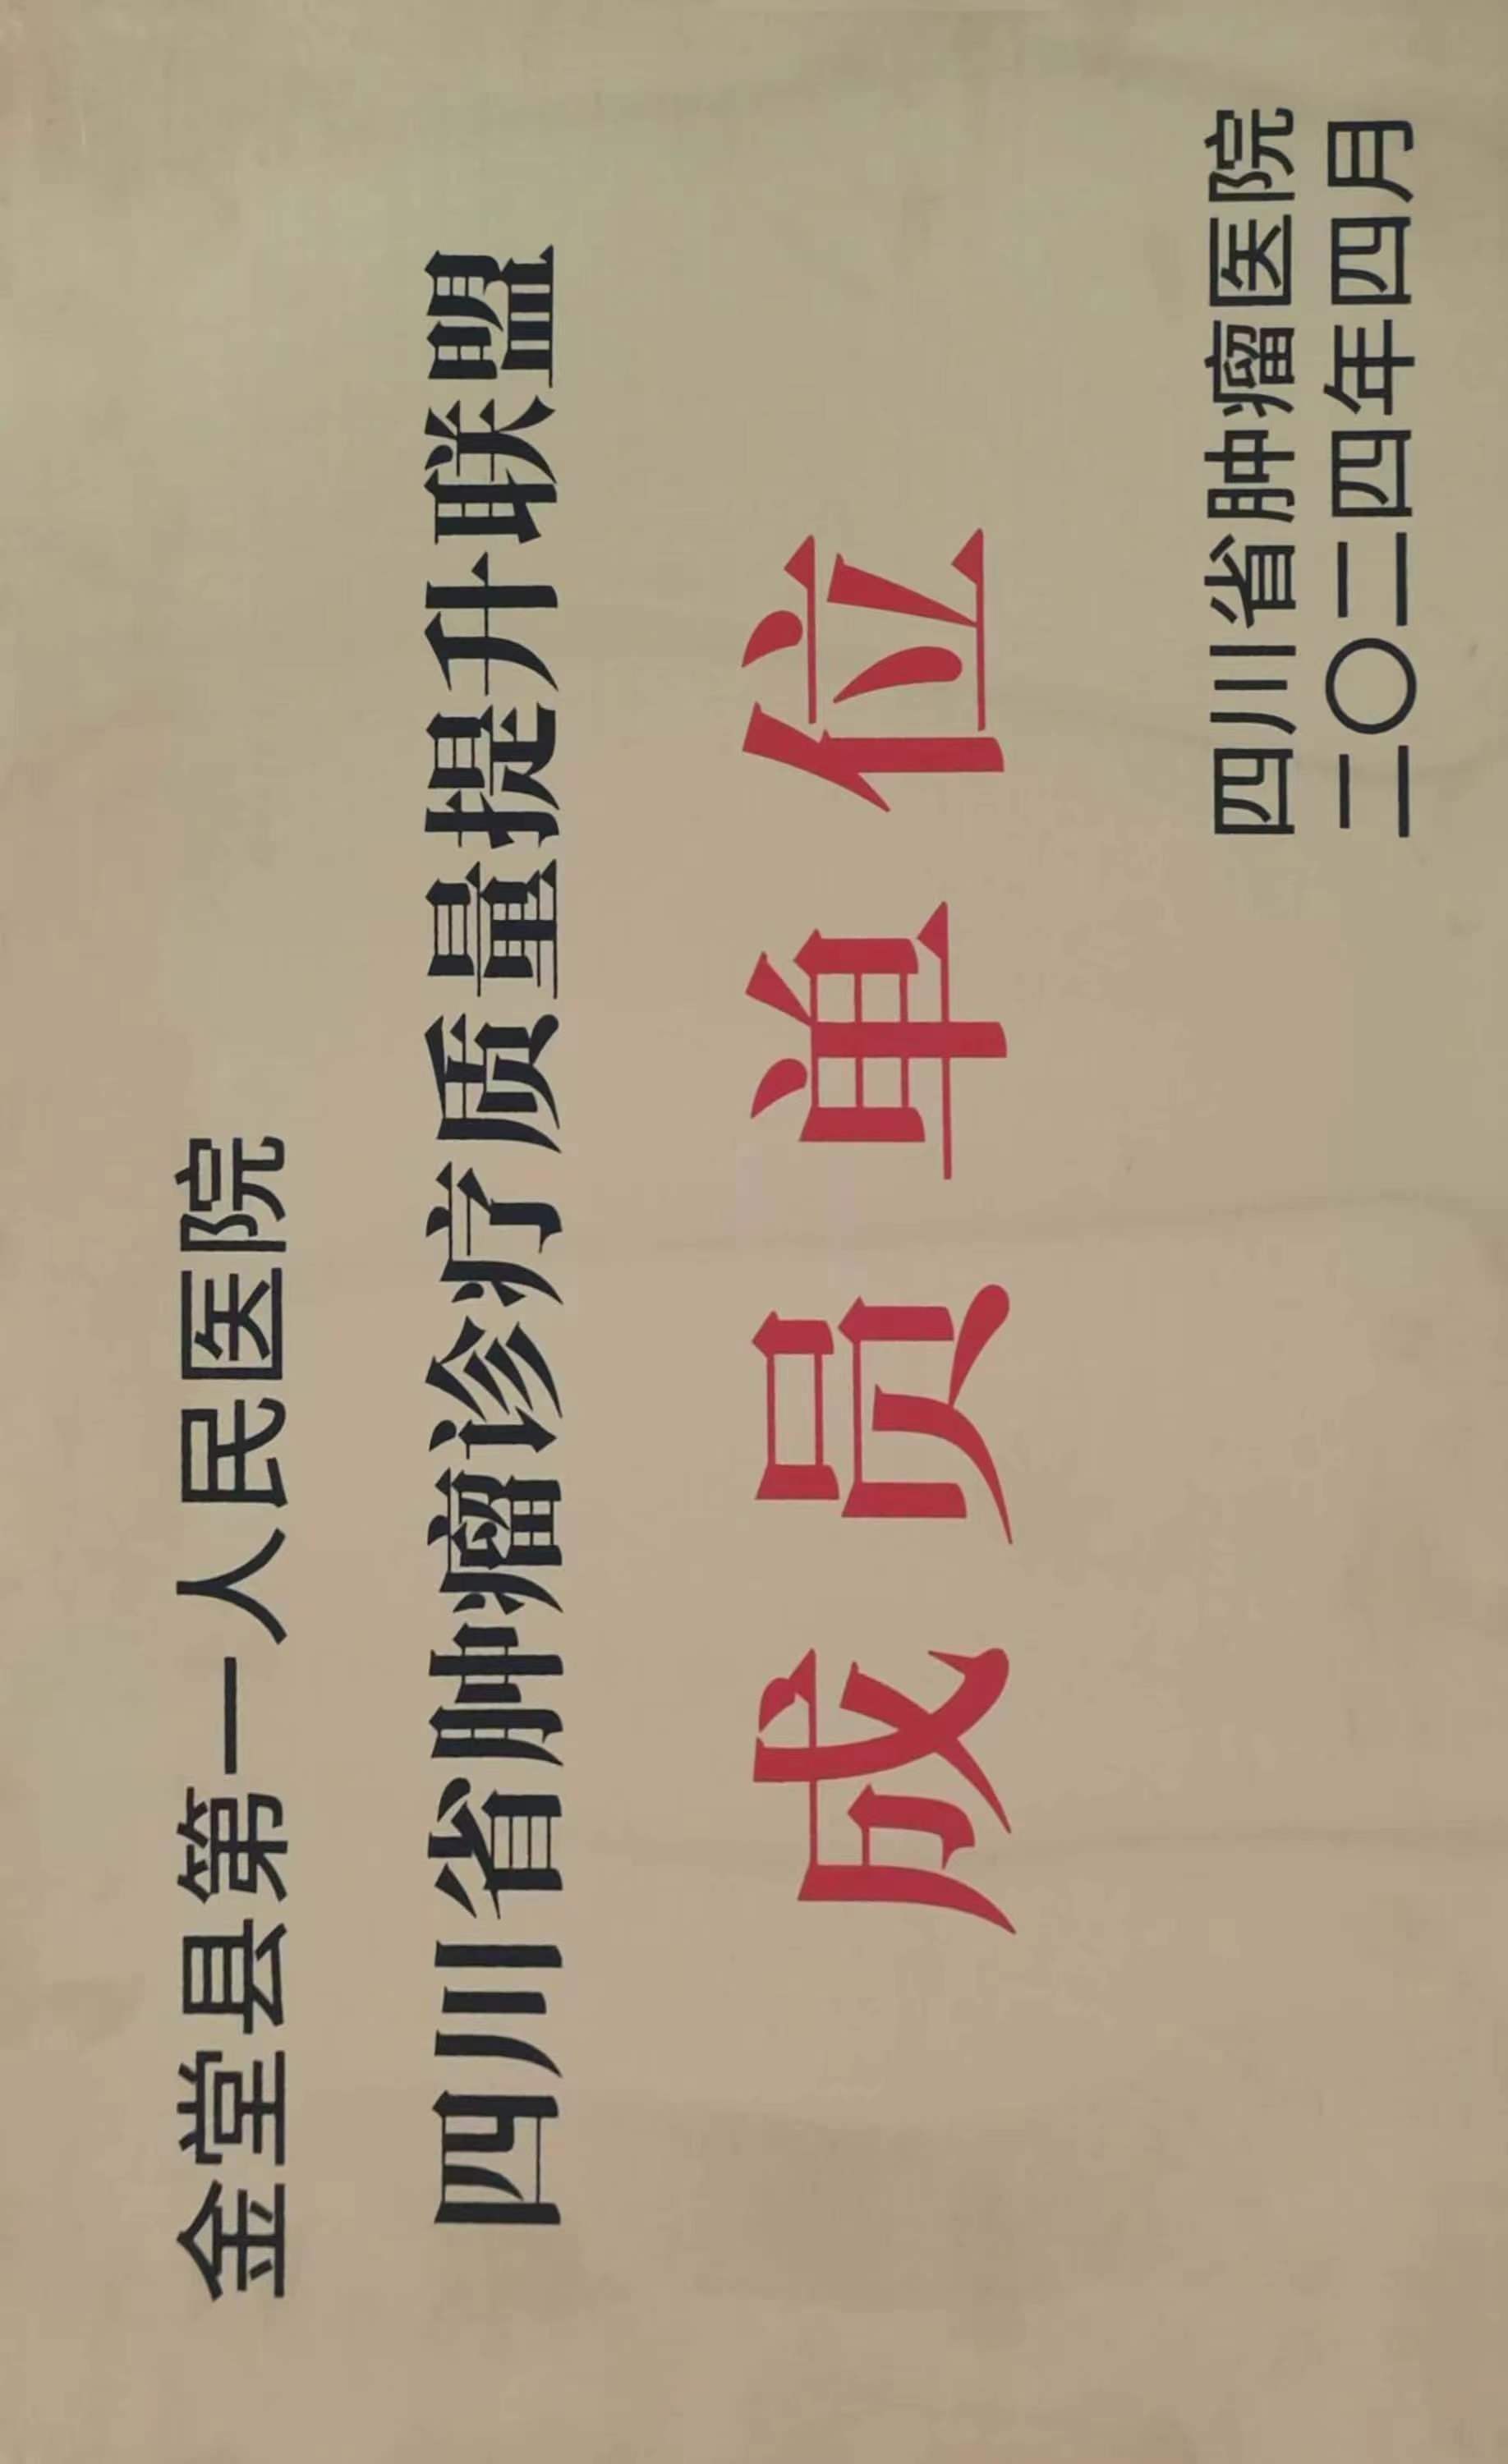 金堂县第一人民医院
四川省肿瘤诊疗质量提升联盟
成员单位
四川省肿瘤医院
二〇二四年四月